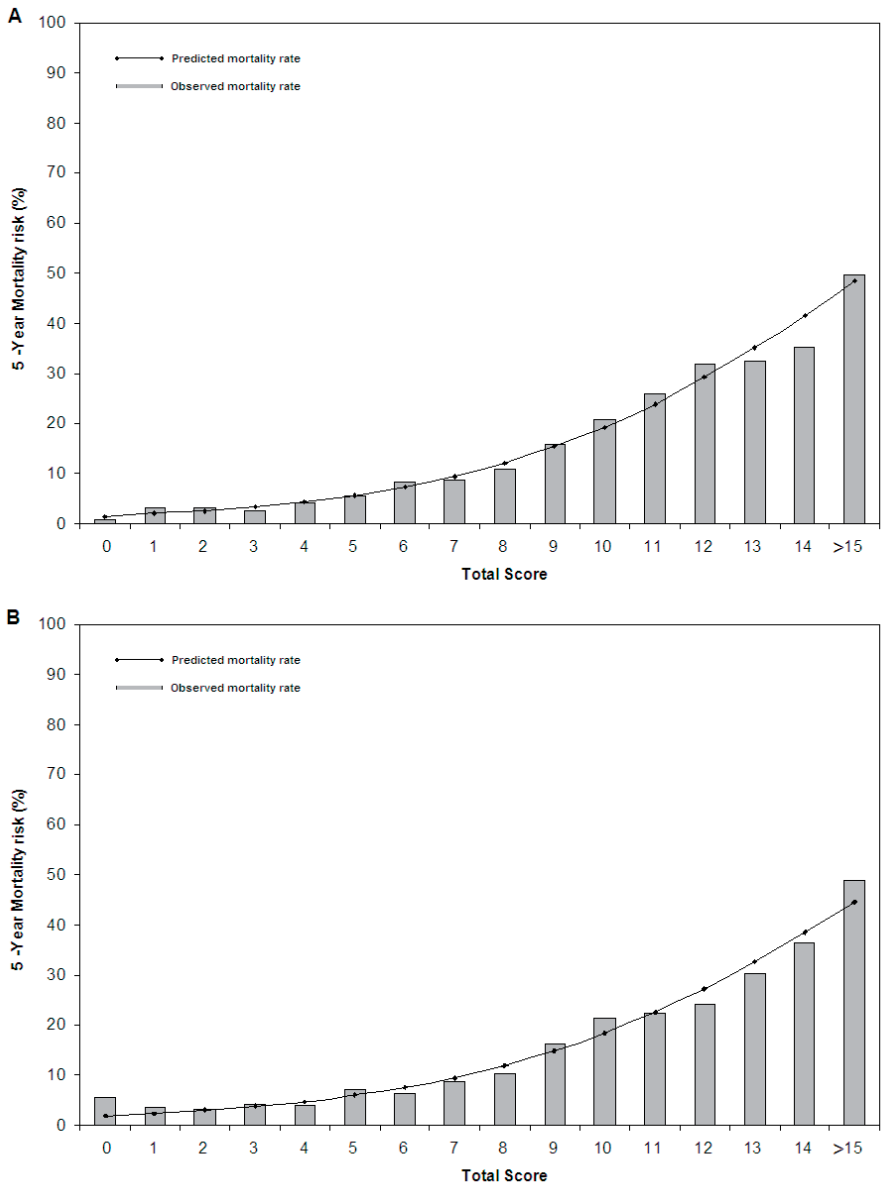 A
100
90
80
70
60
50
40
30
20
10
0
5 -Year Mortality risk (%)
Predicted mortality rate
Observed mortality rate
0 1 2 3 4 5 6 7 8 9 10 11 12 13 14 >15
Total Score
B
100
90
80
70
60
50
40
30
20
10
0
5 -Year Mortality risk (%)
Predicted mortality rate
Observed mortality rate
0 1 2 3 4 5 6 7 8 9 10 11 12 13 14 >15
Total Score